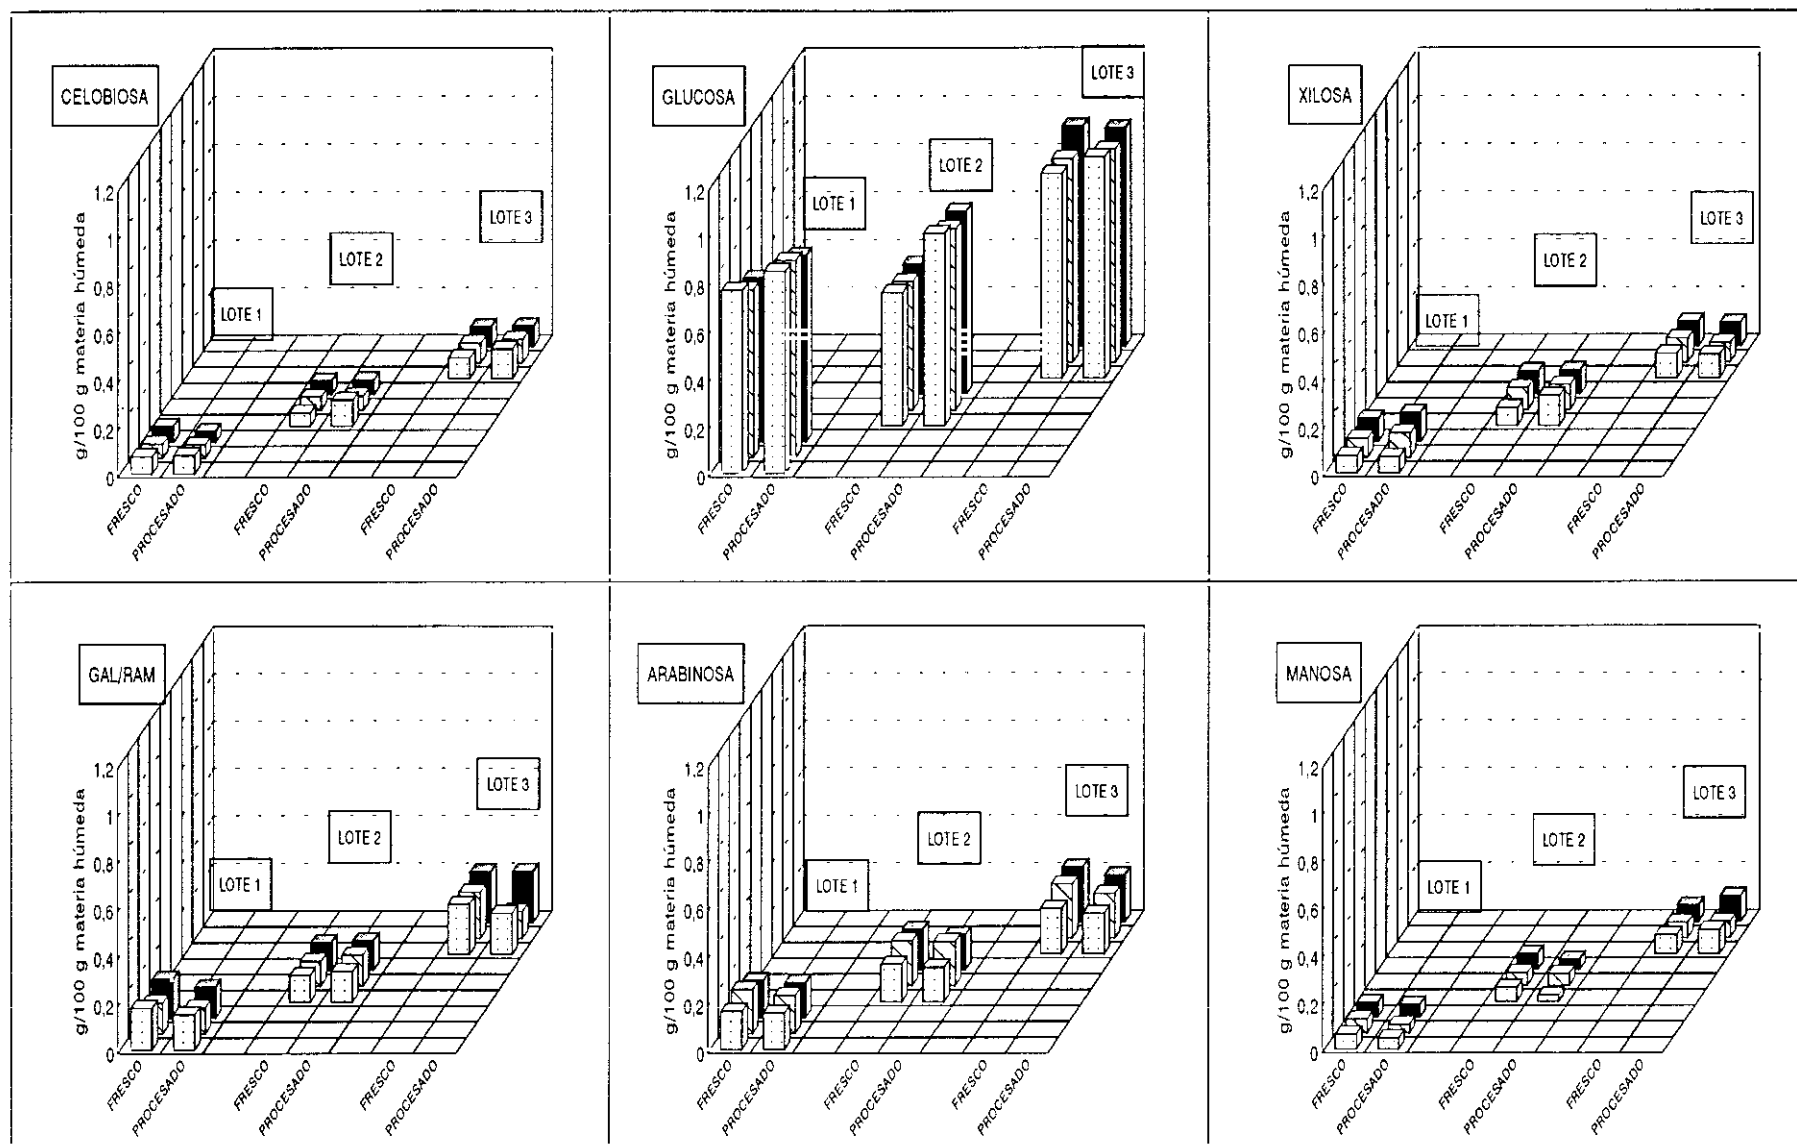 CELOBIOSA
g/100 g materia húmeda
1,2
1
0,8
0,6
0,4
0,2
0
LOTE 1
LOTE 2
LOTE 3
FRESCO
PROCESADO
FRESCO
PROCESADO
FRESCO
PROCESADO
GLUCOSA
g/100 g materia húmeda
1,2
1
0,8
0,6
0,4
0,2
0
LOTE 1
LOTE 2
LOTE 3
FRESCO
PROCESADO
FRESCO
PROCESADO
FRESCO
PROCESADO
XILOSA
g/100 g materia húmeda
1,2
1
0,8
0,6
0,4
0,2
0
LOTE 1
LOTE 2
LOTE 3
FRESCO
PROCESADO
FRESCO
PROCESADO
FRESCO
PROCESADO
GAL/RAM
g/100 g materia húmeda
1,2
1
0,8
0,6
0,4
0,2
0
LOTE 1
LOTE 2
LOTE 3
FRESCO
PROCESADO
FRESCO
PROCESADO
FRESCO
PROCESADO
ARABINOSA
g/100 g materia húmeda
1,2
1
0,8
0,6
0,4
0,2
0
LOTE 1
LOTE 2
LOTE 3
FRESCO
PROCESADO
FRESCO
PROCESADO
FRESCO
PROCESADO
MANOSA
g/100 g materia húmeda
1,2
1
0,8
0,6
0,4
0,2
0
LOTE 1
LOTE 2
LOTE 3
FRESCO
PROCESADO
FRESCO
PROCESADO
FRESCO
PROCESADO